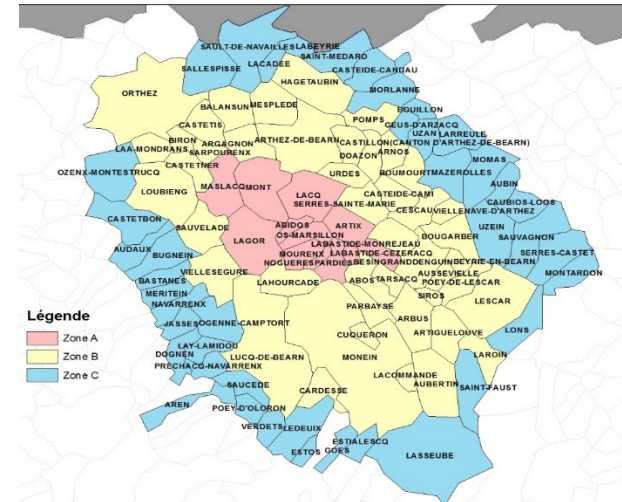 SAULT-DE-NAVAILLES
LABEYRIE
SAINT-MEDARD
LACADEE
CASTEIDE-CANDAU
SALLESPISSE
HAGETAUBIN
MORLANNE
ORTHEZ
BALANSUN
MESPLEDE
BOUILLON
POMPS
GEUS-D'ARZACQ
CASTETIS
UZAN
LARREULE
BIRON
ARGAGNON
ARTHEZ-DE-BEARN
CASTILLON(CANTON D'ARTHEZ-DE-BEARN)
LAA-MONDRANS
SARPOURENX
DOAZON
ARNOS
MOMAS
CASTETNER
URDES
BOUMOURT
MAZEROLLES
OZENX-MONTESTRUCQ
MASLACQ
MONT
AUBIN
LOUBIENG
LACQ
CASTEIDE-CAMI
SERRES-SAINTE-MARIE
CESCAU
VIELLENAVE-D'ARTHEZ
CAUBIOS-LOOS
CASTETBON
SAUVELADE
ABIDOS
ARTIX
UZEIN
OS-MARSILLON
BOUGARBER
SAUVAGNON
AUDAUX
LAGOR
LABASTIDE-MONREJEAU
BUGNEIN
MOURENX
LABASTIDE-CEZERACQ
SERRES-CASTET
NOGUERES
PARDIES
BESINGRAND
DENGUIN
BEYRIE-EN-BEARN
VIELLESEGURE
AUSSEVILLE
MONTARDON
BASTANES
LAHOURCADE
ABOS
TARSACQ
POEY-DE-LESCAR
MERITEIN
SIROS
LESCAR
NAVARRENX
PARBAYSE
Légende
JASSES
OGENNE-CAMPTORT
ARBUS
LONS
Zone A
CUQUERON
ARTIGUELOUVE
LAY-LAMIDOU
Zone B
DOGNEN
LUCQ-DE-BEARN
MONEIN
LAROIN
PRECHACQ-NAVARRENX
Zone C
LACOMMANDE
SAUCEDE
CARDESSE
AUBERTIN
SAINT-FAUST
AREN
POEY-D'OLORON
VERDETS
LEDEUIX
ESTIALESCQ
ESTOS
GOES
LASSEUBE